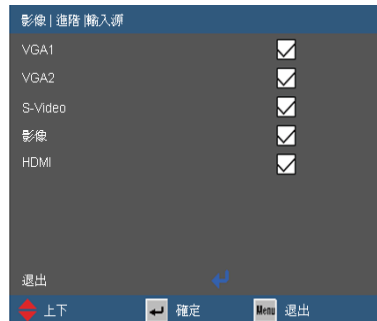 影像 | 進階 |輸入源
VGA1
VGA2
S-Video
影像
HDMI
退出
上下 確定 Menu 退出